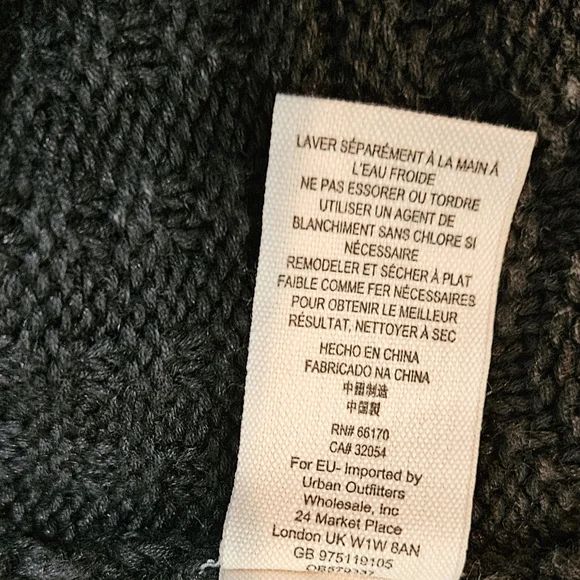 LAVER SÉPARÉMENT À LA MAIN À
L'EAU FROIDE
NE PAS ESSORER OU TORDRE
UTILISER UN AGENT DE
BLANCHIMENT SANS CHLORE SI
NÉCESSAIRE
REMODELER ET SÉCHER À PLAT
FAIBLE COMME FER NÉCESSAIRES
POUR OBTENIR LE MEILLEUR
RÉSULTAT, NETTOYER À SEC
HECHO EN CHINA
FABRICADO NA CHINA
中國制造
中国製
RN# 66170
CA# 32054
For EU- Imported by
Urban Outfitters
Wholesale, Inc
24 Market Place
London UK W1W 8AN
GB 975119105